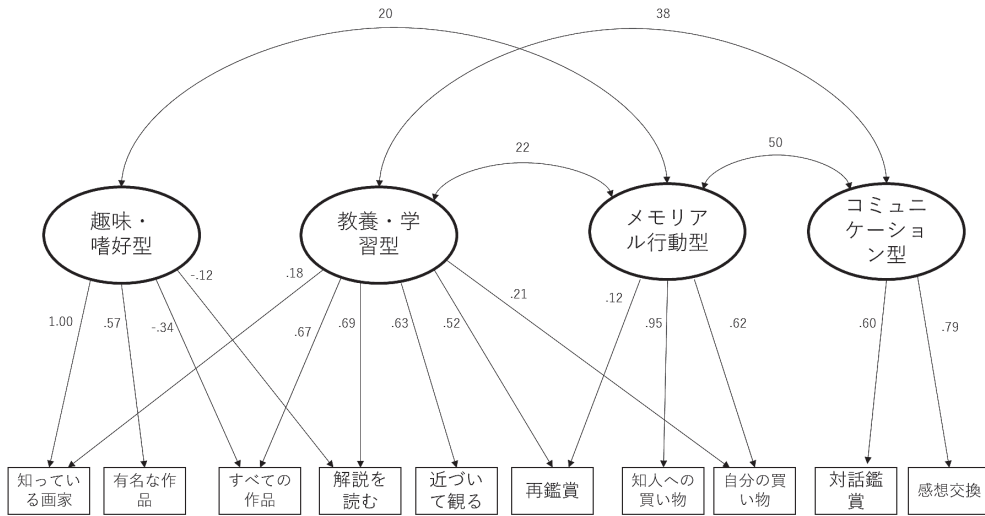 20
38
22
50
趣味・
嗜好型
教養・学
習型
メモリア
ル行動型
コミュニ
ケーショ
ン型
-.12
.18
.21
.12
1.00
.57
-.34
.67
.69
.63
.52
.95
.62
.60
.79
知ってい
る画家
有名な作
品
すべての
作品
解説を
読む
近づい
て観る
再鑑賞
知人への
買い物
自分の買
い物
対話鑑
賞
感想交換